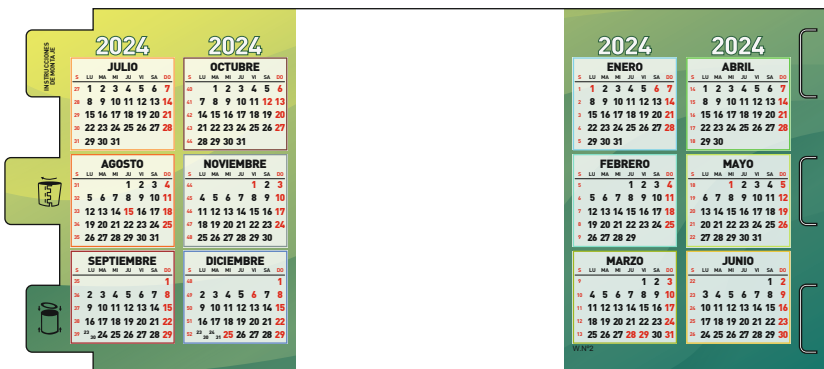 INSTRUCCIONES
DE MONTAJE
2024
JULIO
S LU MA MI JU VI SA DO
27 1 2 3 4 5 6 7
28 8 9 10 11 12 13 14
29 15 16 17 18 19 20 21
30 22 23 24 25 26 27 28
31 29 30 31
AGOSTO
S LU MA MI JU VI SA DO
31 1 2 3 4
32 5 6 7 8 9 10 11
33 12 13 14 15 16 17 18
34 19 20 21 22 23 24 25
35 26 27 28 29 30 31
SEPTIEMBRE
S LU MA MI JU VI SA DO
35 1
36 2 3 4 5 6 7 8
37 9 10 11 12 13 14 15
38 16 17 18 19 20 21 22
39 23 30 24 25 26 27 28 29
2024
OCTUBRE
S LU MA MI JU VI SA DO
40 1 2 3 4 5 6
41 7 8 9 10 11 12 13
42 14 15 16 17 18 19 20
43 21 22 23 24 25 26 27
44 28 29 30 31
NOVIEMBRE
S LU MA MI JU VI SA DO
44 1 2 3
45 4 5 6 7 8 9 10
46 11 12 13 14 15 16 17
47 18 19 20 21 22 23 24
48 25 26 27 28 29 30
DICIEMBRE
S LU MA MI JU VI SA DO
48 1
49 2 3 4 5 6 7 8
50 9 10 11 12 13 14 15
51 16 17 18 19 20 21 22
52 23 30 24 31 25 26 27 28 29
2024
ENERO
S LU MA MI JU VI SA DO
1 1 2 3 4 5 6 7
2 8 9 10 11 12 13 14
3 15 16 17 18 19 20 21
4 22 23 24 25 26 27 28
5 29 30 31
FEBRERO
S LU MA MI JU VI SA DO
5 1 2 3 4
6 5 6 7 8 9 10 11
7 12 13 14 15 16 17 18
8 19 20 21 22 23 24 25
9 26 27 28 29
MARZO
S LU MA MI JU VI SA DO
9 1 2 3
10 4 5 6 7 8 9 10
11 11 12 13 14 15 16 17
12 18 19 20 21 22 23 24
13 25 26 27 28 29 30 31
W.Nº2
2024
ABRIL
S LU MA MI JU VI SA DO
14 1 2 3 4 5 6 7
15 8 9 10 11 12 13 14
16 15 16 17 18 19 20 21
17 22 23 24 25 26 27 28
18 29 30
MAYO
S LU MA MI JU VI SA DO
18 1 2 3 4 5
19 6 7 8 9 10 11 12
20 13 14 15 16 17 18 19
21 20 21 22 23 24 25 26
22 27 28 29 30 31
JUNIO
S LU MA MI JU VI SA DO
22 1 2
23 3 4 5 6 7 8 9
24 10 11 12 13 14 15 16
25 17 18 19 20 21 22 23
26 24 25 26 27 28 29 30